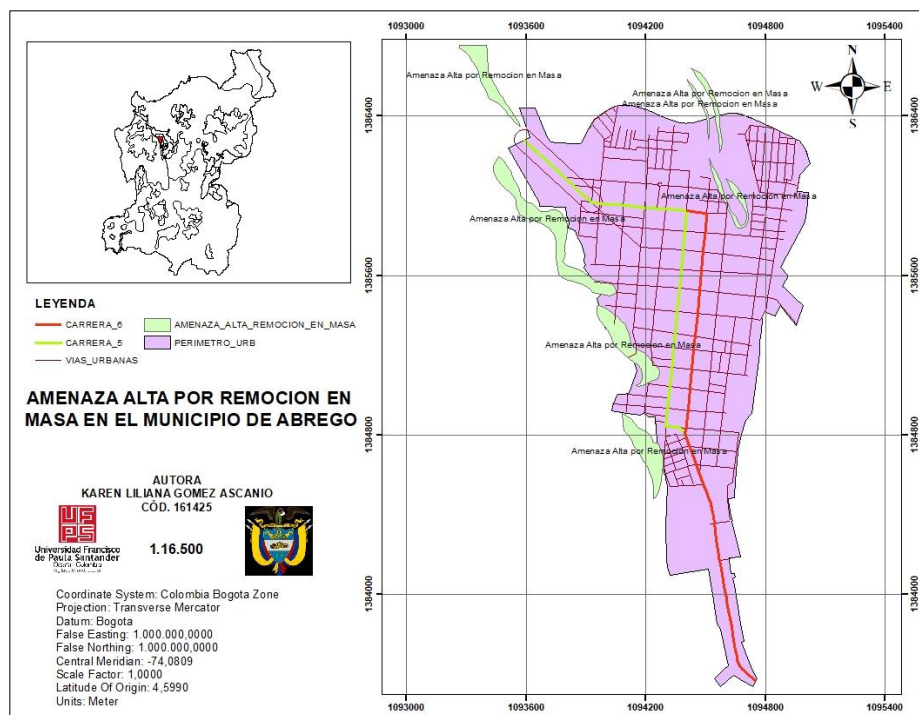 1093000 1093600 1094200 1094800 1095400
1386400
1385600
1384800
1384000
Amenaza Alta por Remocion en Masa
Amenaza Alta por Remocion en Masa
Amenaza Alta por Remocion en Masa
Amenaza Alta por Remocion en Masa
Amenaza Alta por Remocion en Masa
Amenaza Alta por Remocion en Masa
Amenaza Alta por Remocion en Masa
N
W E
S
1386400
1385600
1384800
1384000
1093000 1093600 1094200 1094800 1095400
LEYENDA
CARRERA_6 AMENAZA_ALTA_REMOCION_EN_MASA
CARRERA_5 PERIMETRO_URB
VIAS_URBANAS
AMENAZA ALTA POR REMOCION EN
MASA EN EL MUNICIPIO DE ABREGO
AUTORA
KAREN LILIANA GOMEZ ASCANIO
CÓD. 161425
1.16.500
UFPS
Universidad Francisco
de Paula Santander
Ocaña - Colombia
Coordinate System: Colombia Bogota Zone
Projection: Transverse Mercator
Datum: Bogota
False Easting: 1.000.000,0000
False Northing: 1.000.000,0000
Central Meridian: -74,0809
Scale Factor: 1,0000
Latitude Of Origin: 4,5990
Units: Meter